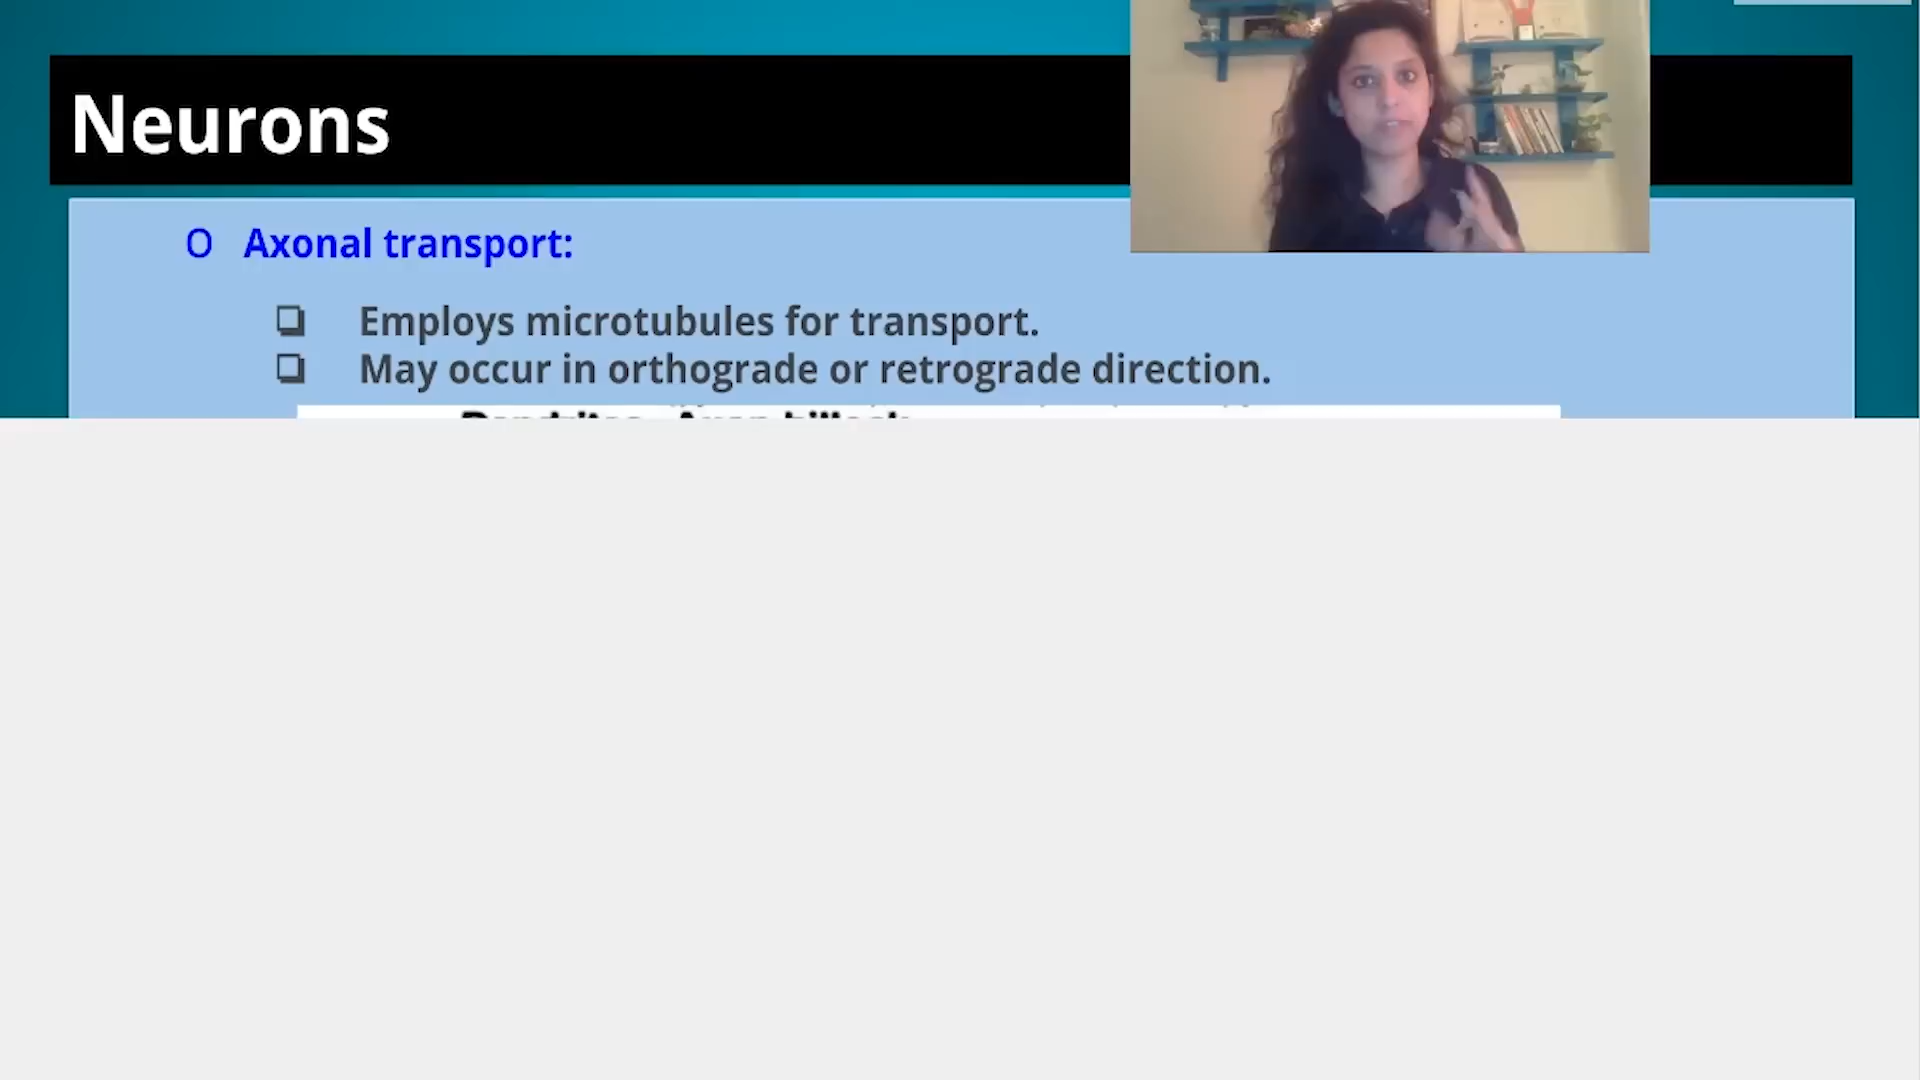 Neurons
O Axonal transport:
❏ Employs microtubules for transport.
❏ May occur in orthograde or retrograde direction.